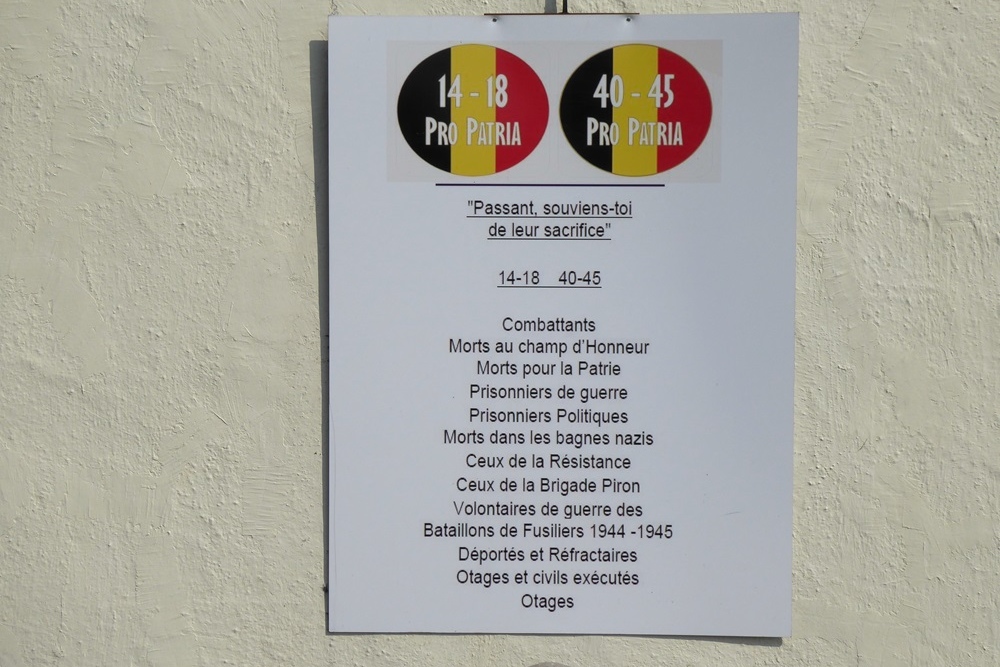 14 - 18
PRO PATRIA
40 - 45
PRO PATRIA
"Passant, souviens-toi
de leur sacrifice"
14-18 40-45
Combattants
Morts au champ d'Honneur
Morts pour la Patrie
Prisonniers de guerre
Prisonniers Politiques
Morts dans les bagnes nazis
Ceux de la Résistance
Ceux de la Brigade Piron
Volontaires de guerre des
Bataillons de Fusiliers 1944 -1945
Déportés et Réfractaires
Otages et civils exécutés
Otages